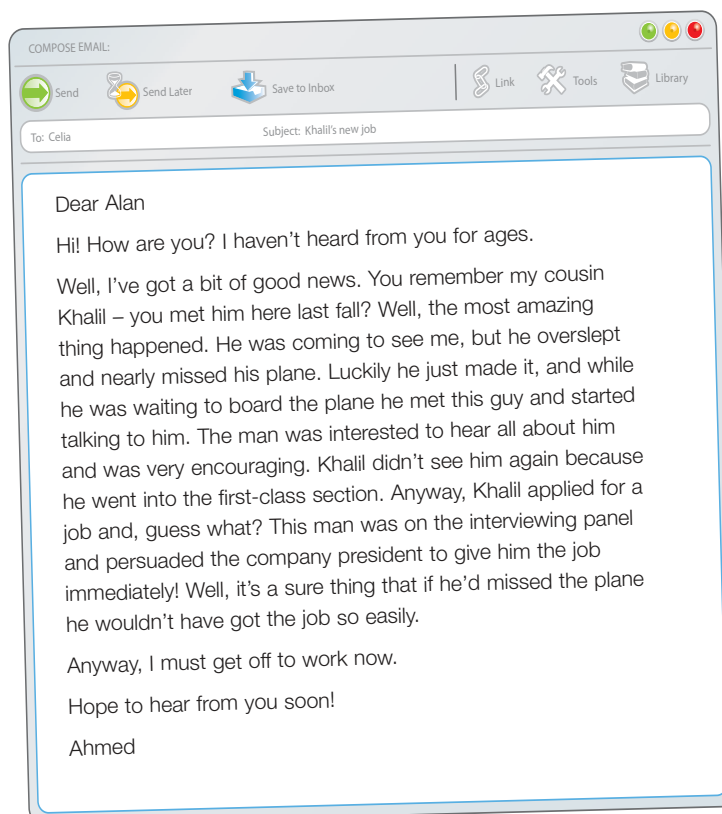 COMPOSE EMAIL:
Send Send Later Save to Inbox Link Tools Library
To: Celia Subject: Khalil's new job
Dear Alan
Hi! How are you? I haven't heard from you for ages.
Well, I've got a bit of good news. You remember my cousin
Khalil – you met him here last fall? Well, the most amazing
thing happened. He was coming to see me, but he overslept
and nearly missed his plane. Luckily he just made it, and while
he was waiting to board the plane he met this guy and started
talking to him. The man was interested to hear all about him
and was very encouraging. Khalil didn't see him again because
he went into the first-class section. Anyway, Khalil applied for a
job and, guess what? This man was on the interviewing panel
and persuaded the company president to give him the job
immediately! Well, it's a sure thing that if he'd missed the plane
he wouldn't have got the job so easily.
Anyway, I must get off to work now.
Hope to hear from you soon!
Ahmed